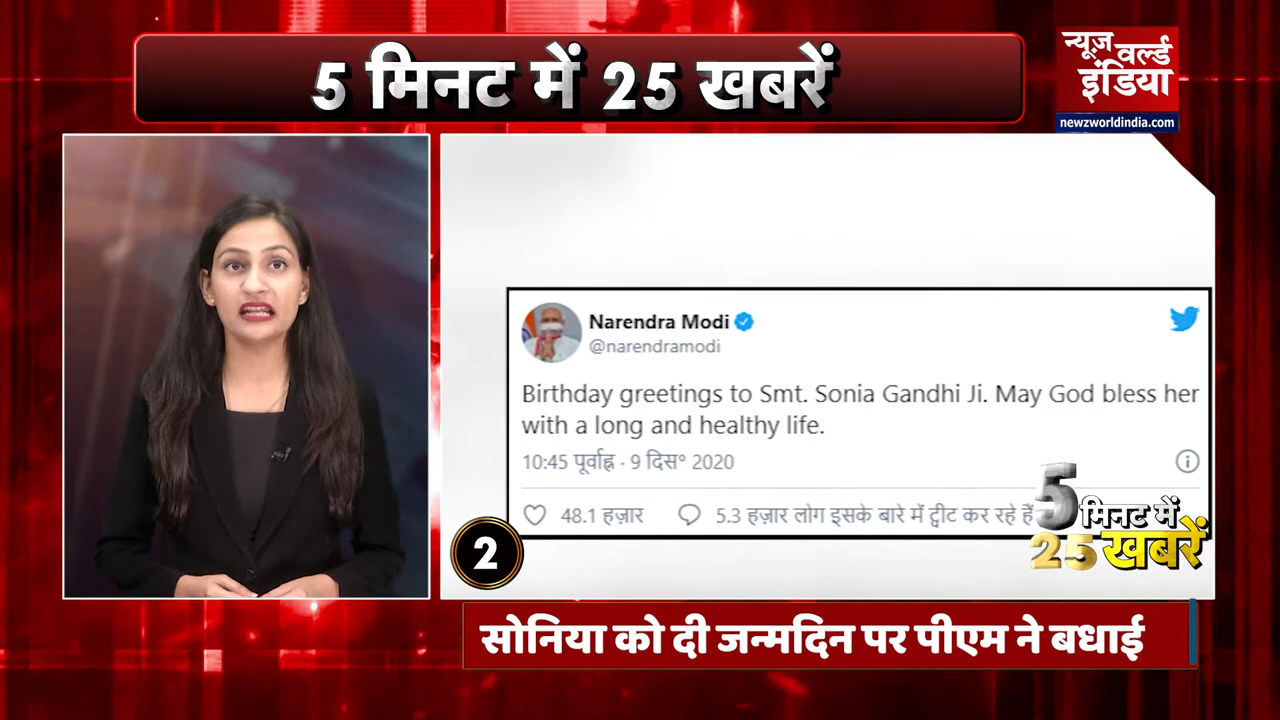 5 मिनट में 25 खबरें
न्यूज़
वर्ल्ड
इंडिया
newzworldindia.com
Narendra Modi
@narendramodi
Birthday greetings to Smt. Sonia Gandhi Ji. May God bless her
with a long and healthy life.
10:45 पूर्वाह्न · 9 दिस॰ 2020
48.1 हज़ार
5.3 हज़ार लोग इसके बारे में ट्वीट कर रहे हैं
5 मिनट में
25 खबरें
2
सोनिया को दी जन्मदिन पर पीएम ने बधाई